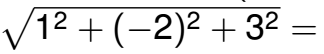 √1² + (−2)² + 3² =